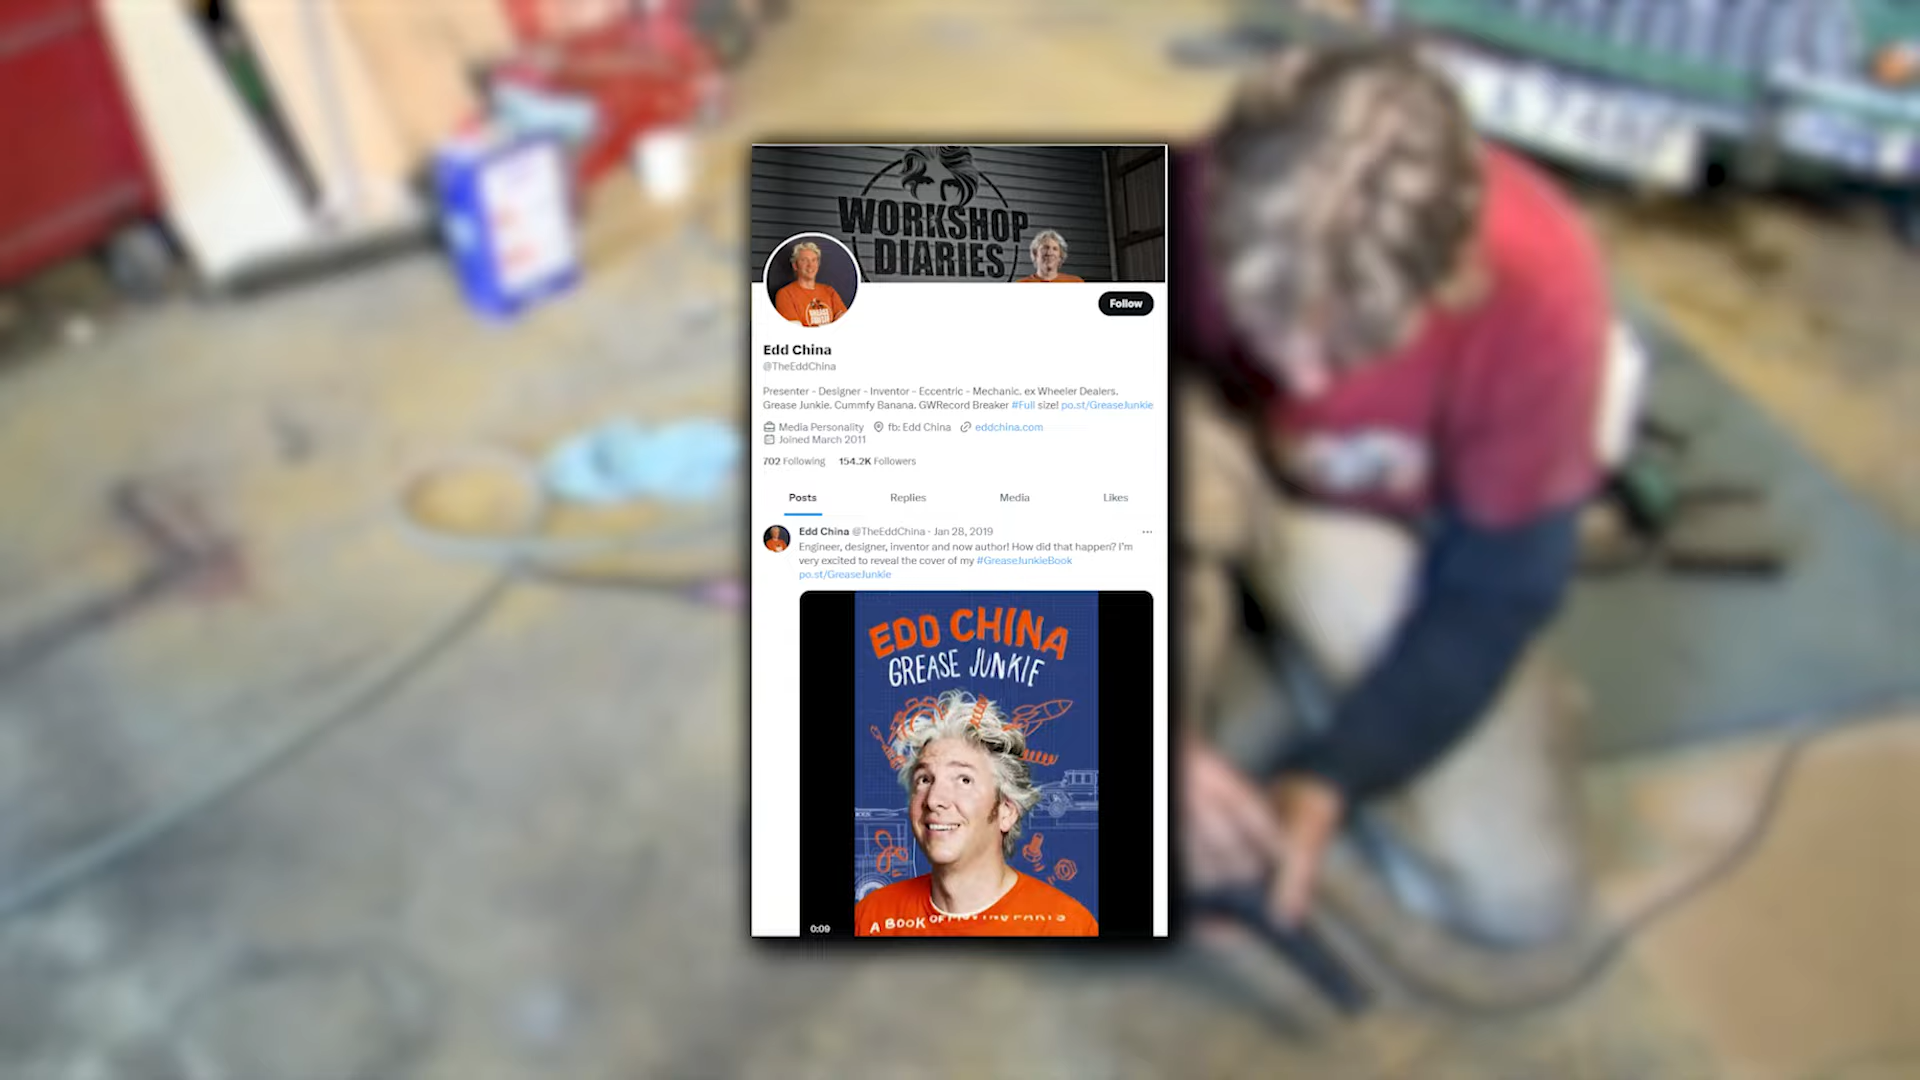 WORKSHOP
DIARIES
Follow
Edd China
@TheEddChina
Presenter - Designer - Inventor - Eccentric - Mechanic. ex Wheeler Dealers.
Grease Junkie. Cummfy Banana. GWRecord Breaker #Full size! po.st/GreaseJunkie
Media Personality fb: Edd China eddchina.com
Joined March 2011
702 Following 154.2K Followers
Posts Replies Media Likes
Edd China @TheEddChina - Jan 28, 2019
Engineer, designer, inventor and now author! How did that happen? I'm
very excited to reveal the cover of my #GreaseJunkieBook
po.st/GreaseJunkie
EDD CHINA
GREASE JUNKIE
A BOOK OF MOVING PARTS
0:09